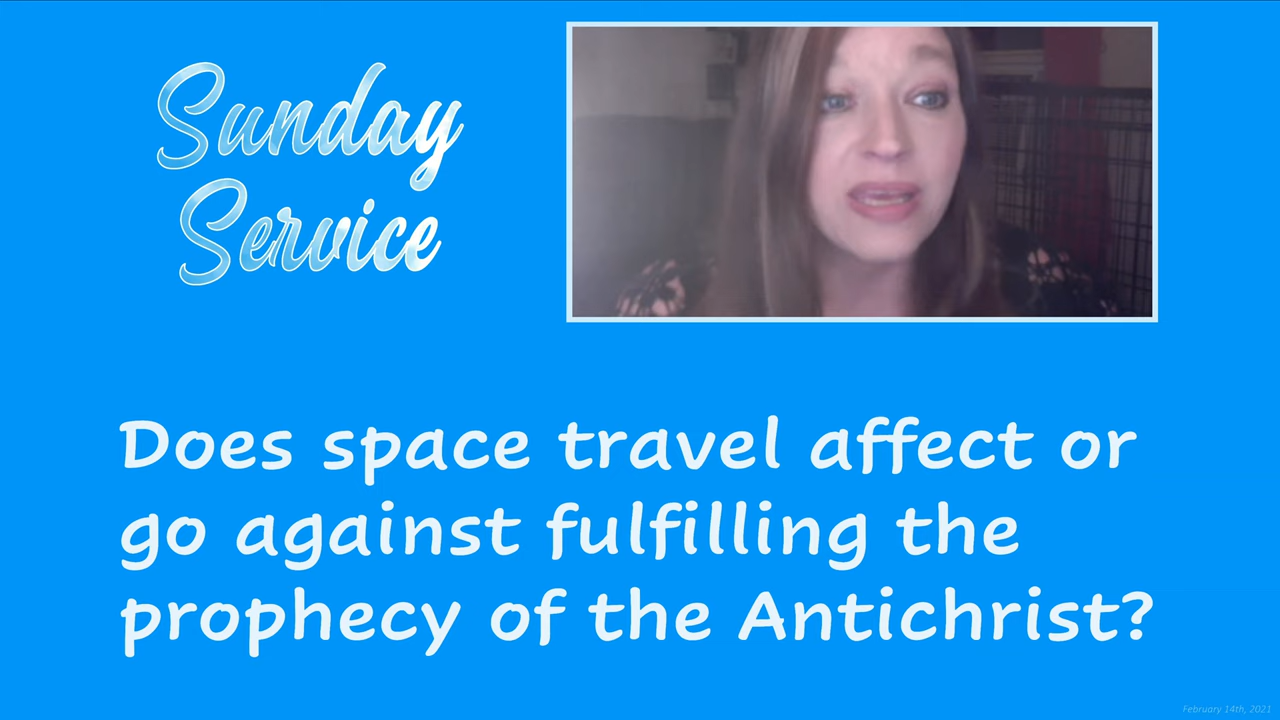 Sunday
Service
Does space travel affect or
go against fulfilling the
prophecy of the Antichrist?
February 14th, 2021